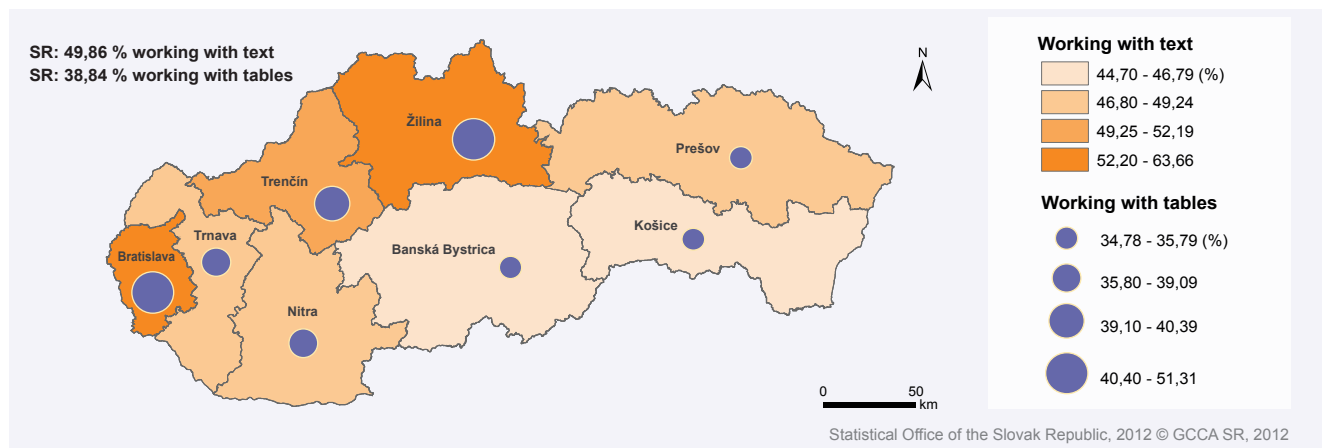 SR: 49,86 % working with text
SR: 38,84 % working with tables
N
Žilina
Prešov
Trenčín
Košice
Trnava
Banská Bystrica
Bratislava
Nitra
0 50
km
Working with text
44,70 - 46,79 (%)
46,80 - 49,24
49,25 - 52,19
52,20 - 63,66
Working with tables
34,78 - 35,79 (%)
35,80 - 39,09
39,10 - 40,39
40,40 - 51,31
Statistical Office of the Slovak Republic, 2012 © GCCA SR, 2012